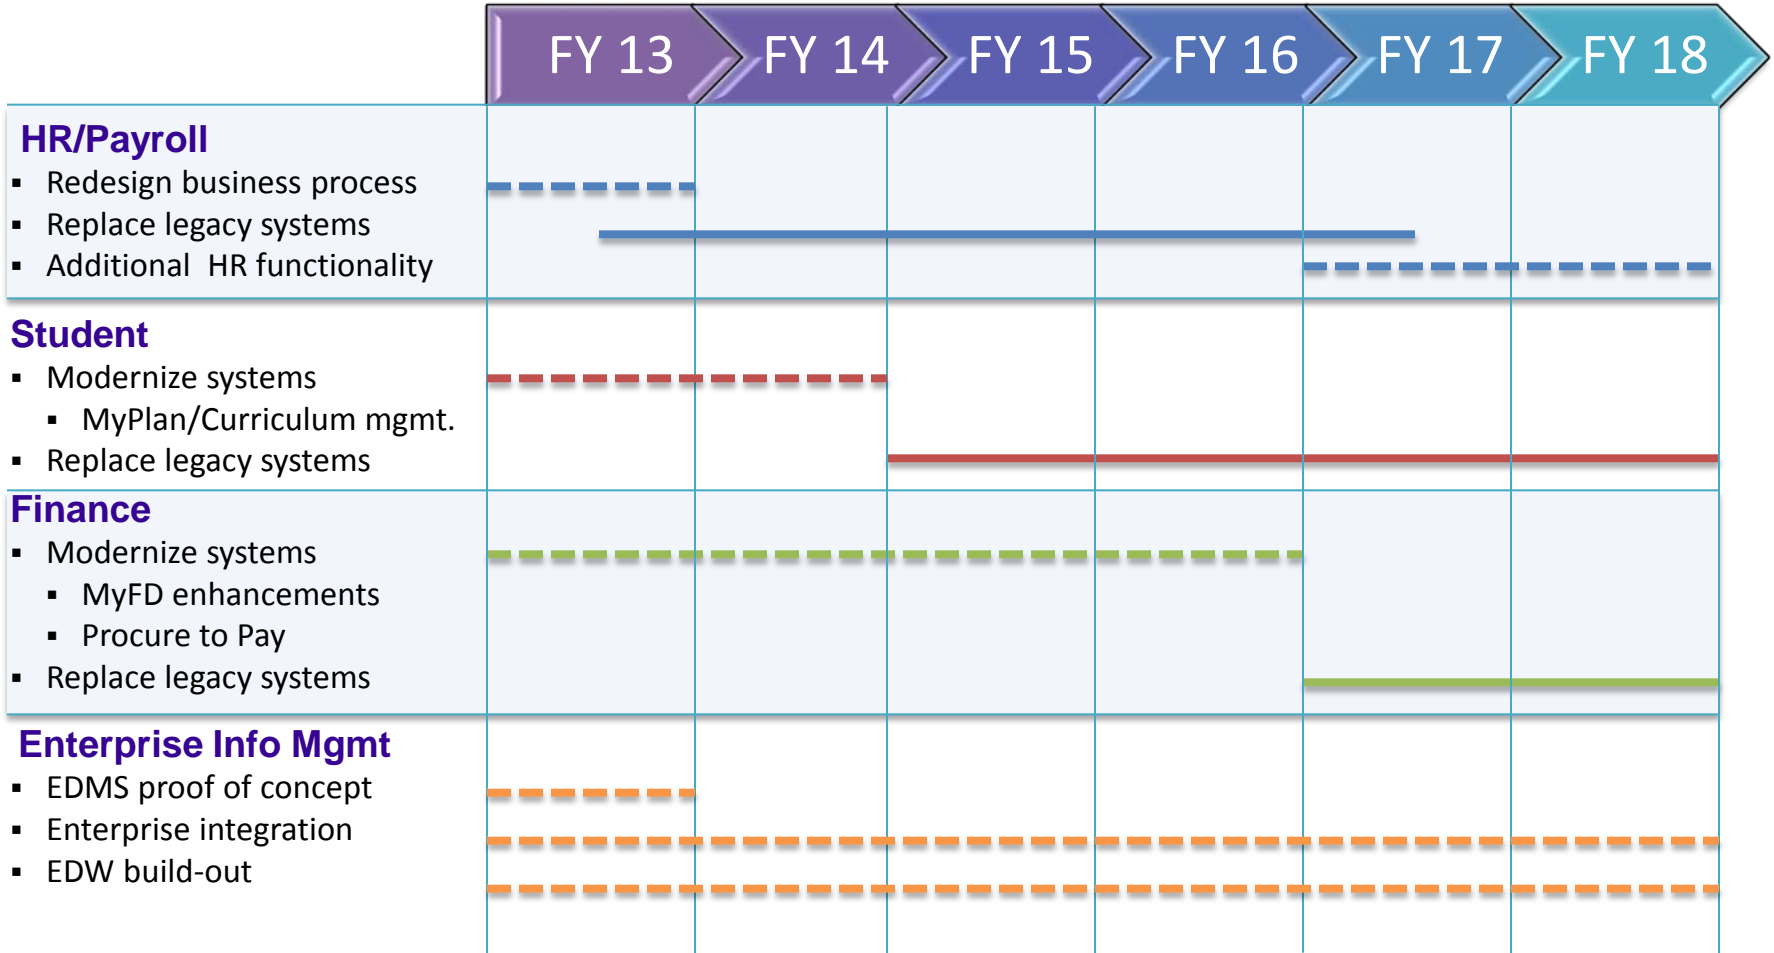 FY 13 FY 14 FY 15 FY 16 FY 17 FY 18
HR/Payroll
▪ Redesign business process
▪ Replace legacy systems
▪ Additional HR functionality
Student
▪ Modernize systems
▪ MyPlan/Curriculum mgmt.
▪ Replace legacy systems
Finance
▪ Modernize systems
▪ MyFD enhancements
▪ Procure to Pay
▪ Replace legacy systems
Enterprise Info Mgmt
▪ EDMS proof of concept
▪ Enterprise integration
▪ EDW build-out